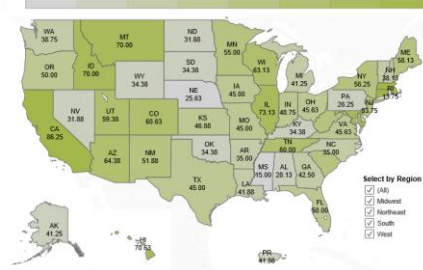 WA
38.75
MT
70.00
ND
31.88
MN
55.00
ME
58.13
OR
50.00
ID
70.00
SD
34.38
WI
63.13
MI
41.25
NY
56.25
NH
38.13
WY
34.38
IA
45.00
NE
25.63
PA
26.25
RI
NV
31.88
UT
59.38
CO
60.63
KS
46.88
MO
45.00
IL
73.13
IN
48.75
OH
45.63
KY
34.38
VA
45.63
CA
86.25
AZ
64.38
NM
51.88
OK
34.38
AR
35.00
TN
60.00
NC
35.00
TX
45.00
LA
41.88
MS
15.00
AL
28.13
GA
42.50
FL
50.00
AK
41.25
HI
PR
41.88
Select by Region
(All)
Midwest
Northeast
South
West